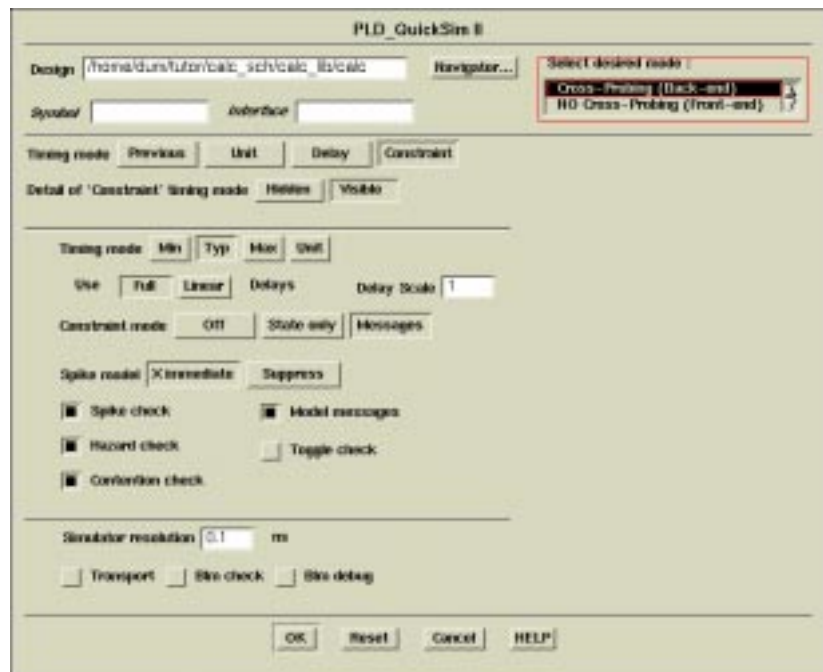 PLD_QuickSim II
Design /home/dum/tutor/calc_sch/calc_lib/calc Navigator... Select desired mode :
Cross-Probing (Back-end)
NO Cross-Probing (Front-end)
Symbol Interface
Timing mode Previous Unit Delay Constraint
Detail of 'Constraint' timing mode Hidden Visible
Timing mode Min Typ Max Unit
Use Full Linear Delays Delay Scale 1
Constraint mode Off State only Messages
Spike model X immediate Suppress
Spike check Model messages
Hazard check Toggle check
Contention check
Simulator resolution 0.1 ns
Transport Blm check Blm debug
OK Reset Cancel HELP